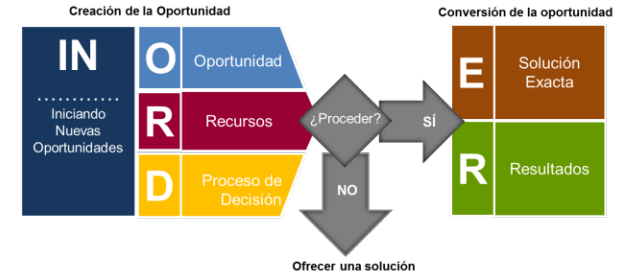 Creación de la Oportunidad
Conversión de la oportunidad
IN
............
Iniciando
Nuevas
Oportunidades
O
Oportunidad
R
Recursos
D
Proceso de
Decisión
¿Proceder?
SÍ
NO
Ofrecer una solución
E
Solución
Exacta
R
Resultados